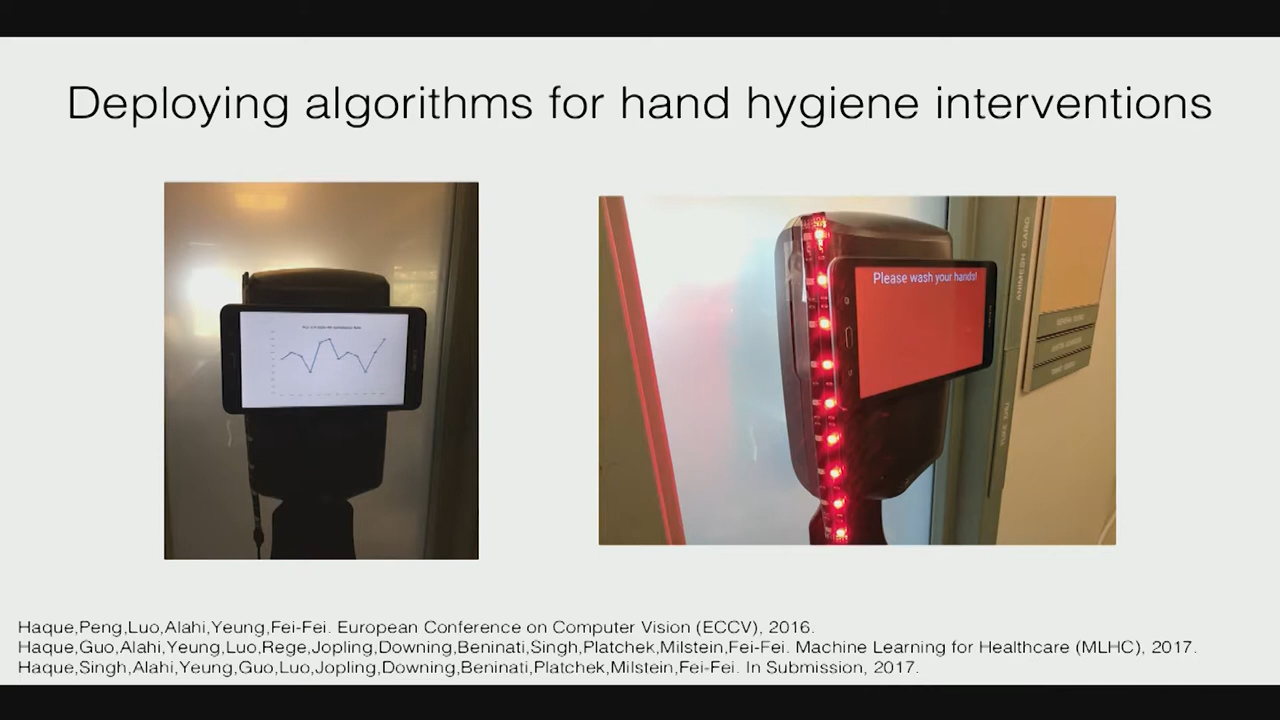 Deploying algorithms for hand hygiene interventions
Please wash your hands!
ANIMESH GARG
Haque,Peng,Luo,Alahi,Yeung,Fei-Fei. European Conference on Computer Vision (ECCV), 2016.
Haque,Guo,Alahi,Yeung,Luo,Rege,Jopling,Downing,Beninati,Singh,Platchek,Milstein,Fei-Fei. Machine Learning for Healthcare (MLHC), 2017.
Haque,Singh,Alahi,Yeung,Guo,Luo,Jopling,Downing,Beninati,Platchek,Milstein,Fei-Fei. In Submission, 2017.